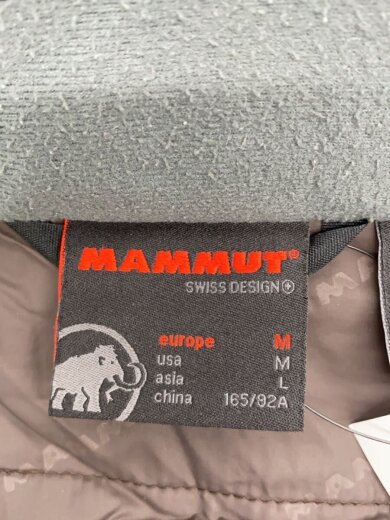 MAMMUT®
SWISS DESIGN
europe M
usa M
asia L
china 165/92A